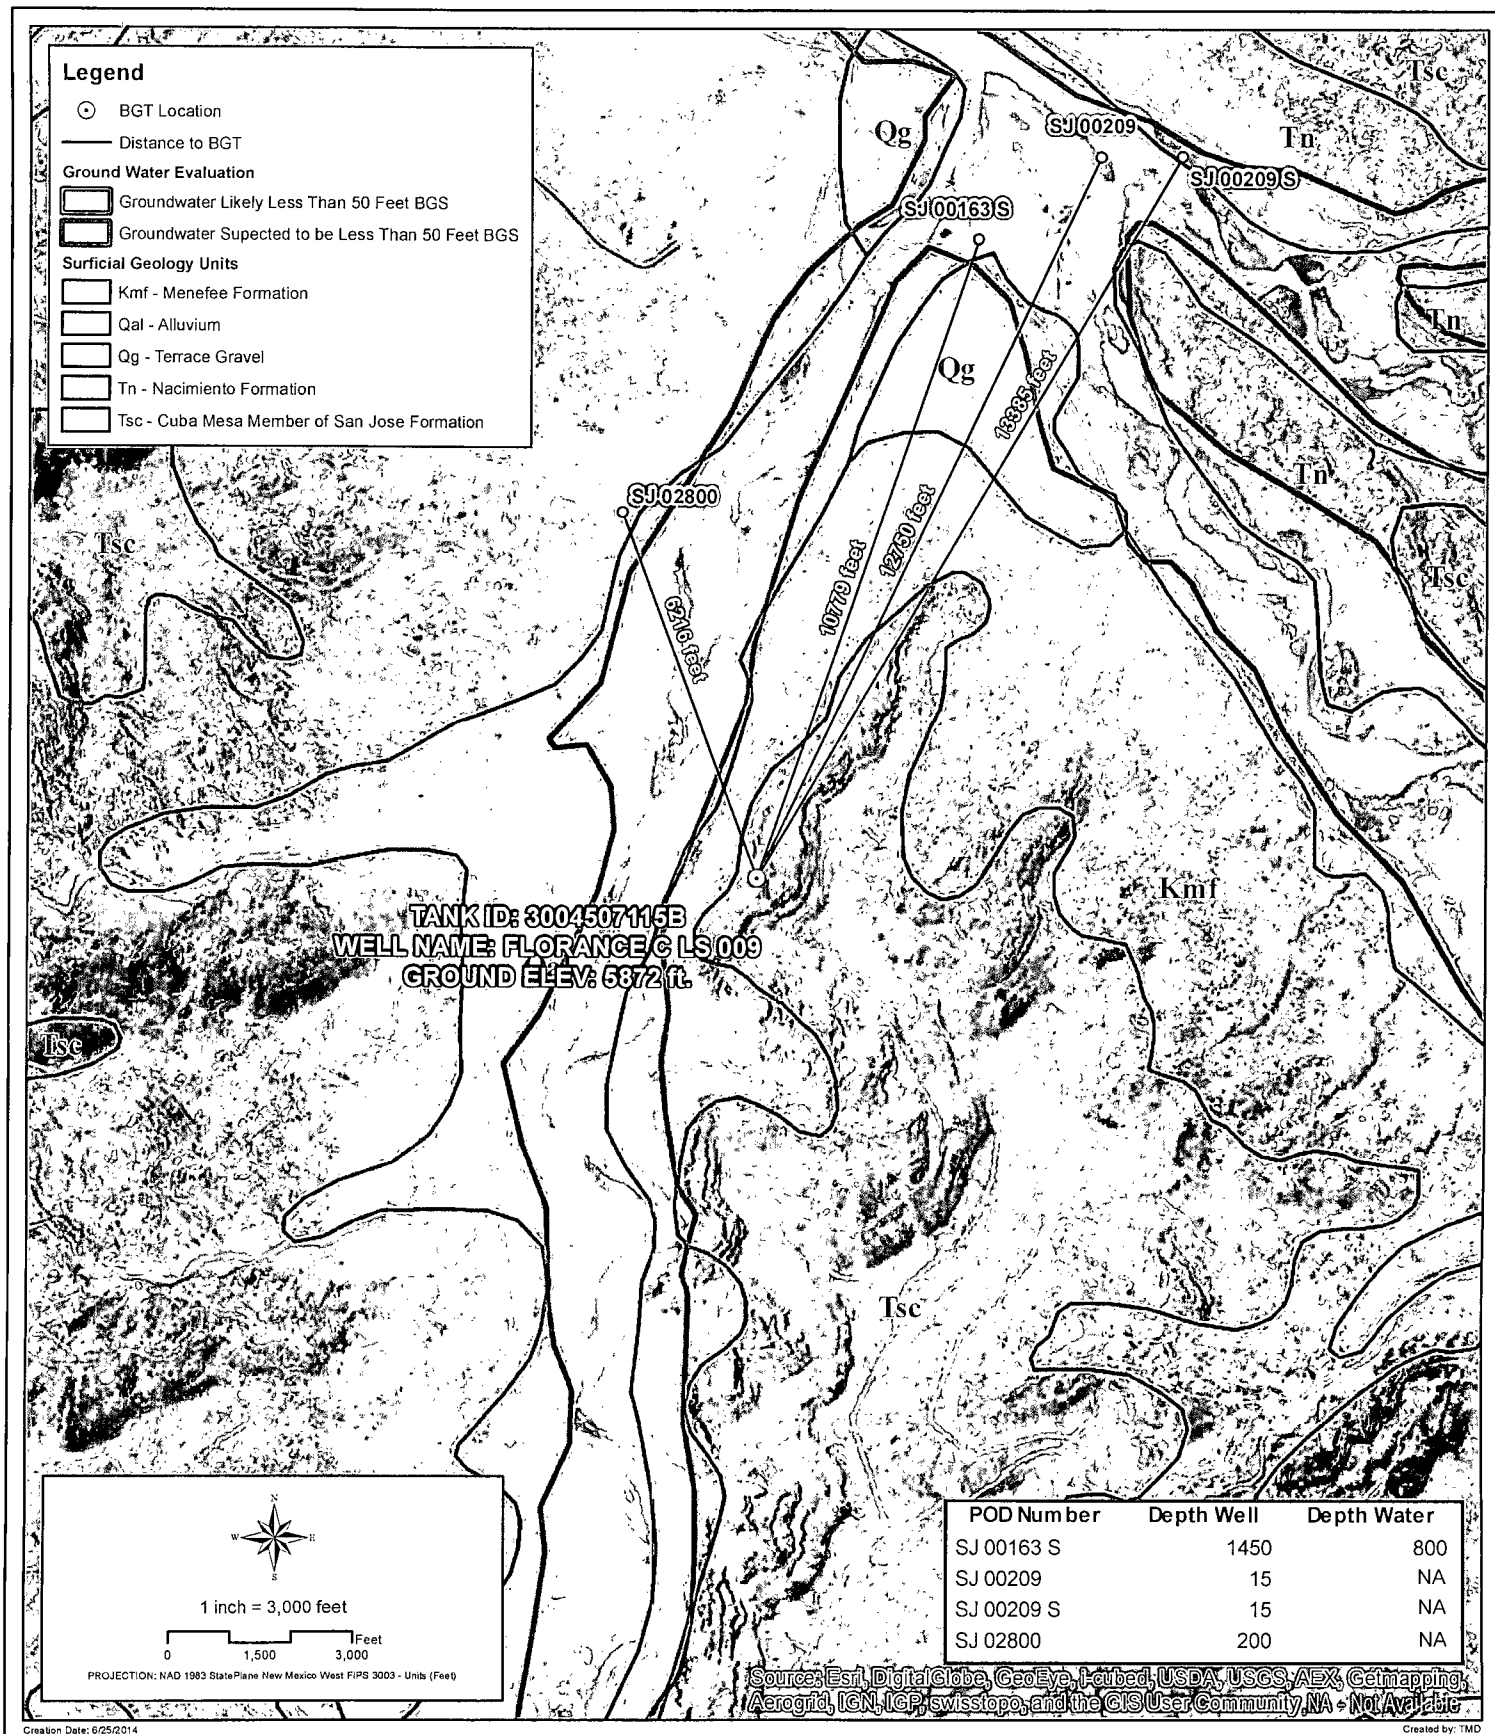 Legend
BGT Location
Distance to BGT
Ground Water Evaluation
Groundwater Likely Less Than 50 Feet BGS
Groundwater Supected to be Less Than 50 Feet BGS
Surficial Geology Units
Kmf - Menefee Formation
Qal - Alluvium
Qg - Terrace Gravel
Tn - Nacimiento Formation
Tsc - Cuba Mesa Member of San Jose Formation
Tsc
Qg
SJ 00209
Tn
SJ 00209 S
SJ 00163 S
Tn
Qg
13385 feet
Tn
SJ 02800
12750 feet
Tsc
10779 feet
Tsc
6216 feet
Kmf
TANK ID: 3004507115B
WELL NAME: FLORANCE C LS 009
GROUND ELEV: 5872 ft.
Tsc
Tsc
N
W
S
1 inch = 3,000 feet
Feet
0 1,500 3,000
PROJECTION: NAD 1983 StatePlane New Mexico West FIPS 3003 - Units (Feet)
POD Number Depth Well Depth Water
SJ 00163 S 1450 800
SJ 00209 15 NA
SJ 00209 S 15 NA
SJ 02800 200 NA
Source: Esri, DigitalGlobe, GeoEye, i-cubed, USDA, USGS, AEX, Getmapping,
Aerogrid, IGN, IGP, swisstopo, and the GIS User Community, NA - Not Available
Creation Date: 6/25/2014
Created by: TMD